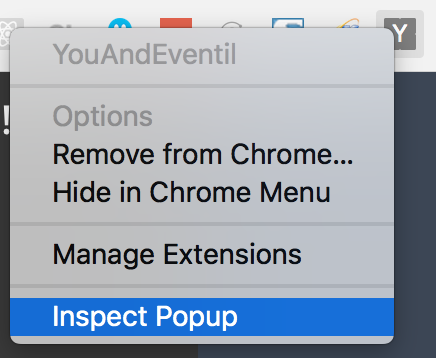 Y
YouAndEventil
!
Options
Remove from Chrome...
Hide in Chrome Menu
Manage Extensions
Inspect Popup